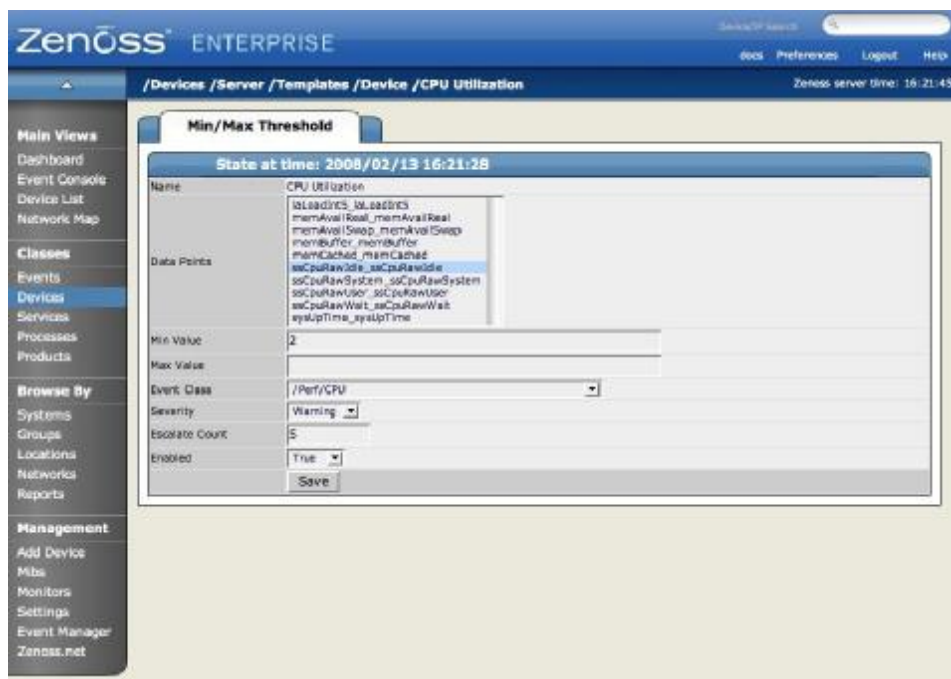 Zenoss ENTERPRISE
Device/IP Search
docs Preferences Logout Help
/Devices /Server /Templates /Device /CPU Utilization
Zenoss server time: 16:21:45
Main Views
Dashboard
Event Console
Device List
Network Map
Classes
Events
Devices
Services
Processes
Products
Browse By
Systems
Groups
Locations
Networks
Reports
Management
Add Device
Mibs
Monitors
Settings
Event Manager
Zenoss.net
Min/Max Threshold
State at time: 2008/02/13 16:21:28
Name CPU Utilization
Data Points
laLoadInt5_laLoadInt5
memAvailReal_memAvailReal
memAvailSwap_memAvailSwap
memBuffer_memBuffer
memCached_memCached
ssCpuRawIdle_ssCpuRawIdle
ssCpuRawSystem_ssCpuRawSystem
ssCpuRawUser_ssCpuRawUser
ssCpuRawWait_ssCpuRawWait
sysUpTime_sysUpTime
Min Value 2
Max Value
Event Class /Perf/CPU
Severity Warning
Escalate Count 5
Enabled True
Save